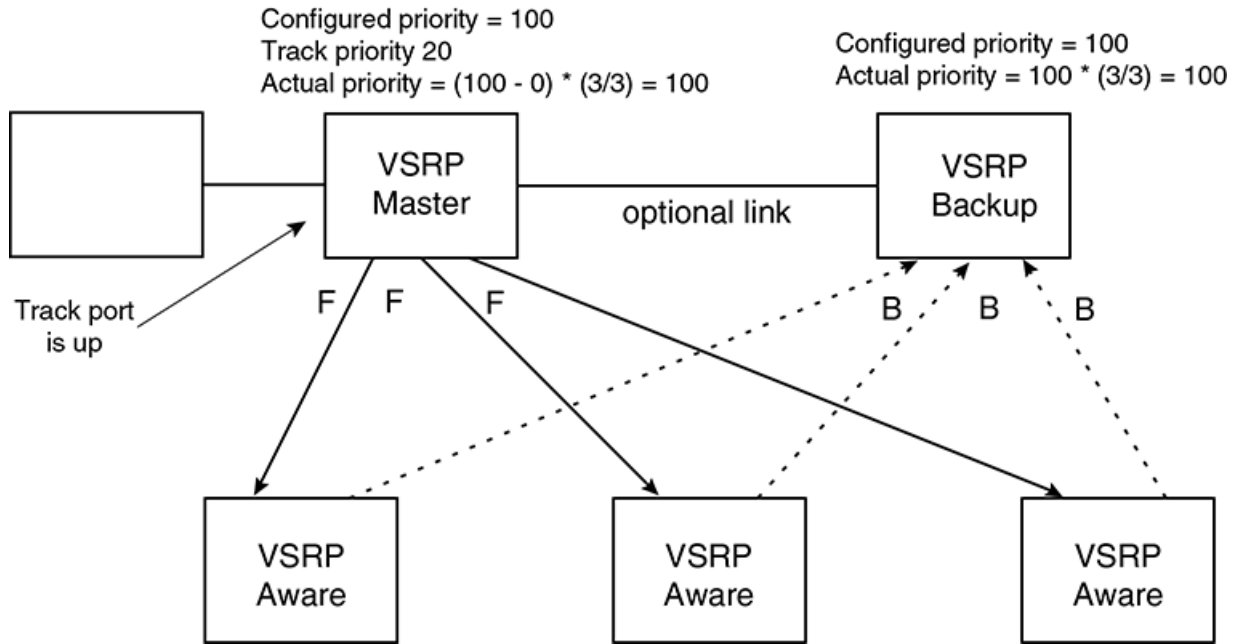 Configured priority = 100
Track priority 20
Actual priority = (100 - 0) * (3/3) = 100
Configured priority = 100
Actual priority = 100 * (3/3) = 100
VSRP
Master
optional link
VSRP
Backup
Track port
is up
F
F
F
B
B
B
VSRP
Aware
VSRP
Aware
VSRP
Aware